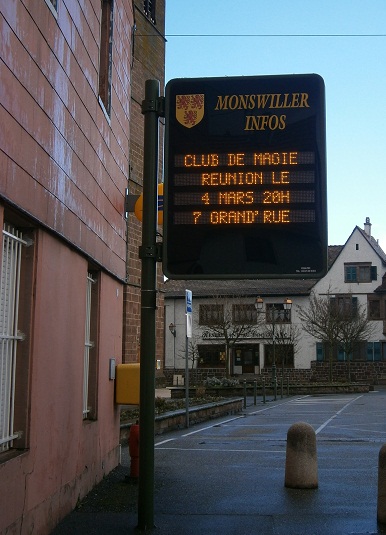 MONSWILLER
INFOS
CLUB DE MAGIE
REUNION LE
4 MARS 20H
7 GRAND'RUE